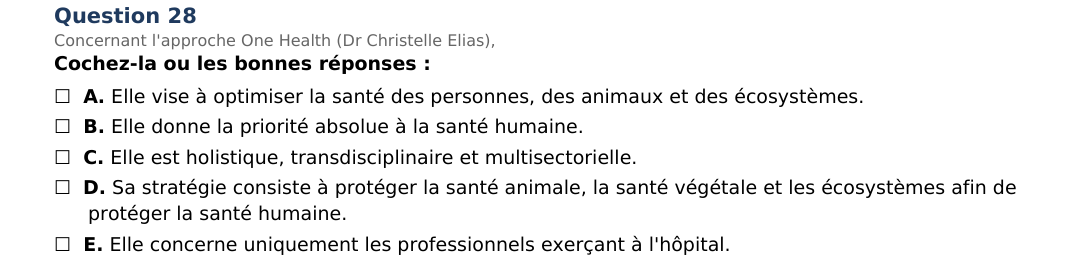 Question 28
Concernant l'approche One Health (Dr Christelle Elias),
Cochez-la ou les bonnes réponses :
☐ A. Elle vise à optimiser la santé des personnes, des animaux et des écosystèmes.
☐ B. Elle donne la priorité absolue à la santé humaine.
☐ C. Elle est holistique, transdisciplinaire et multisectorielle.
☐ D. Sa stratégie consiste à protéger la santé animale, la santé végétale et les écosystèmes afin de
protéger la santé humaine.
☐ E. Elle concerne uniquement les professionnels exerçant à l'hôpital.